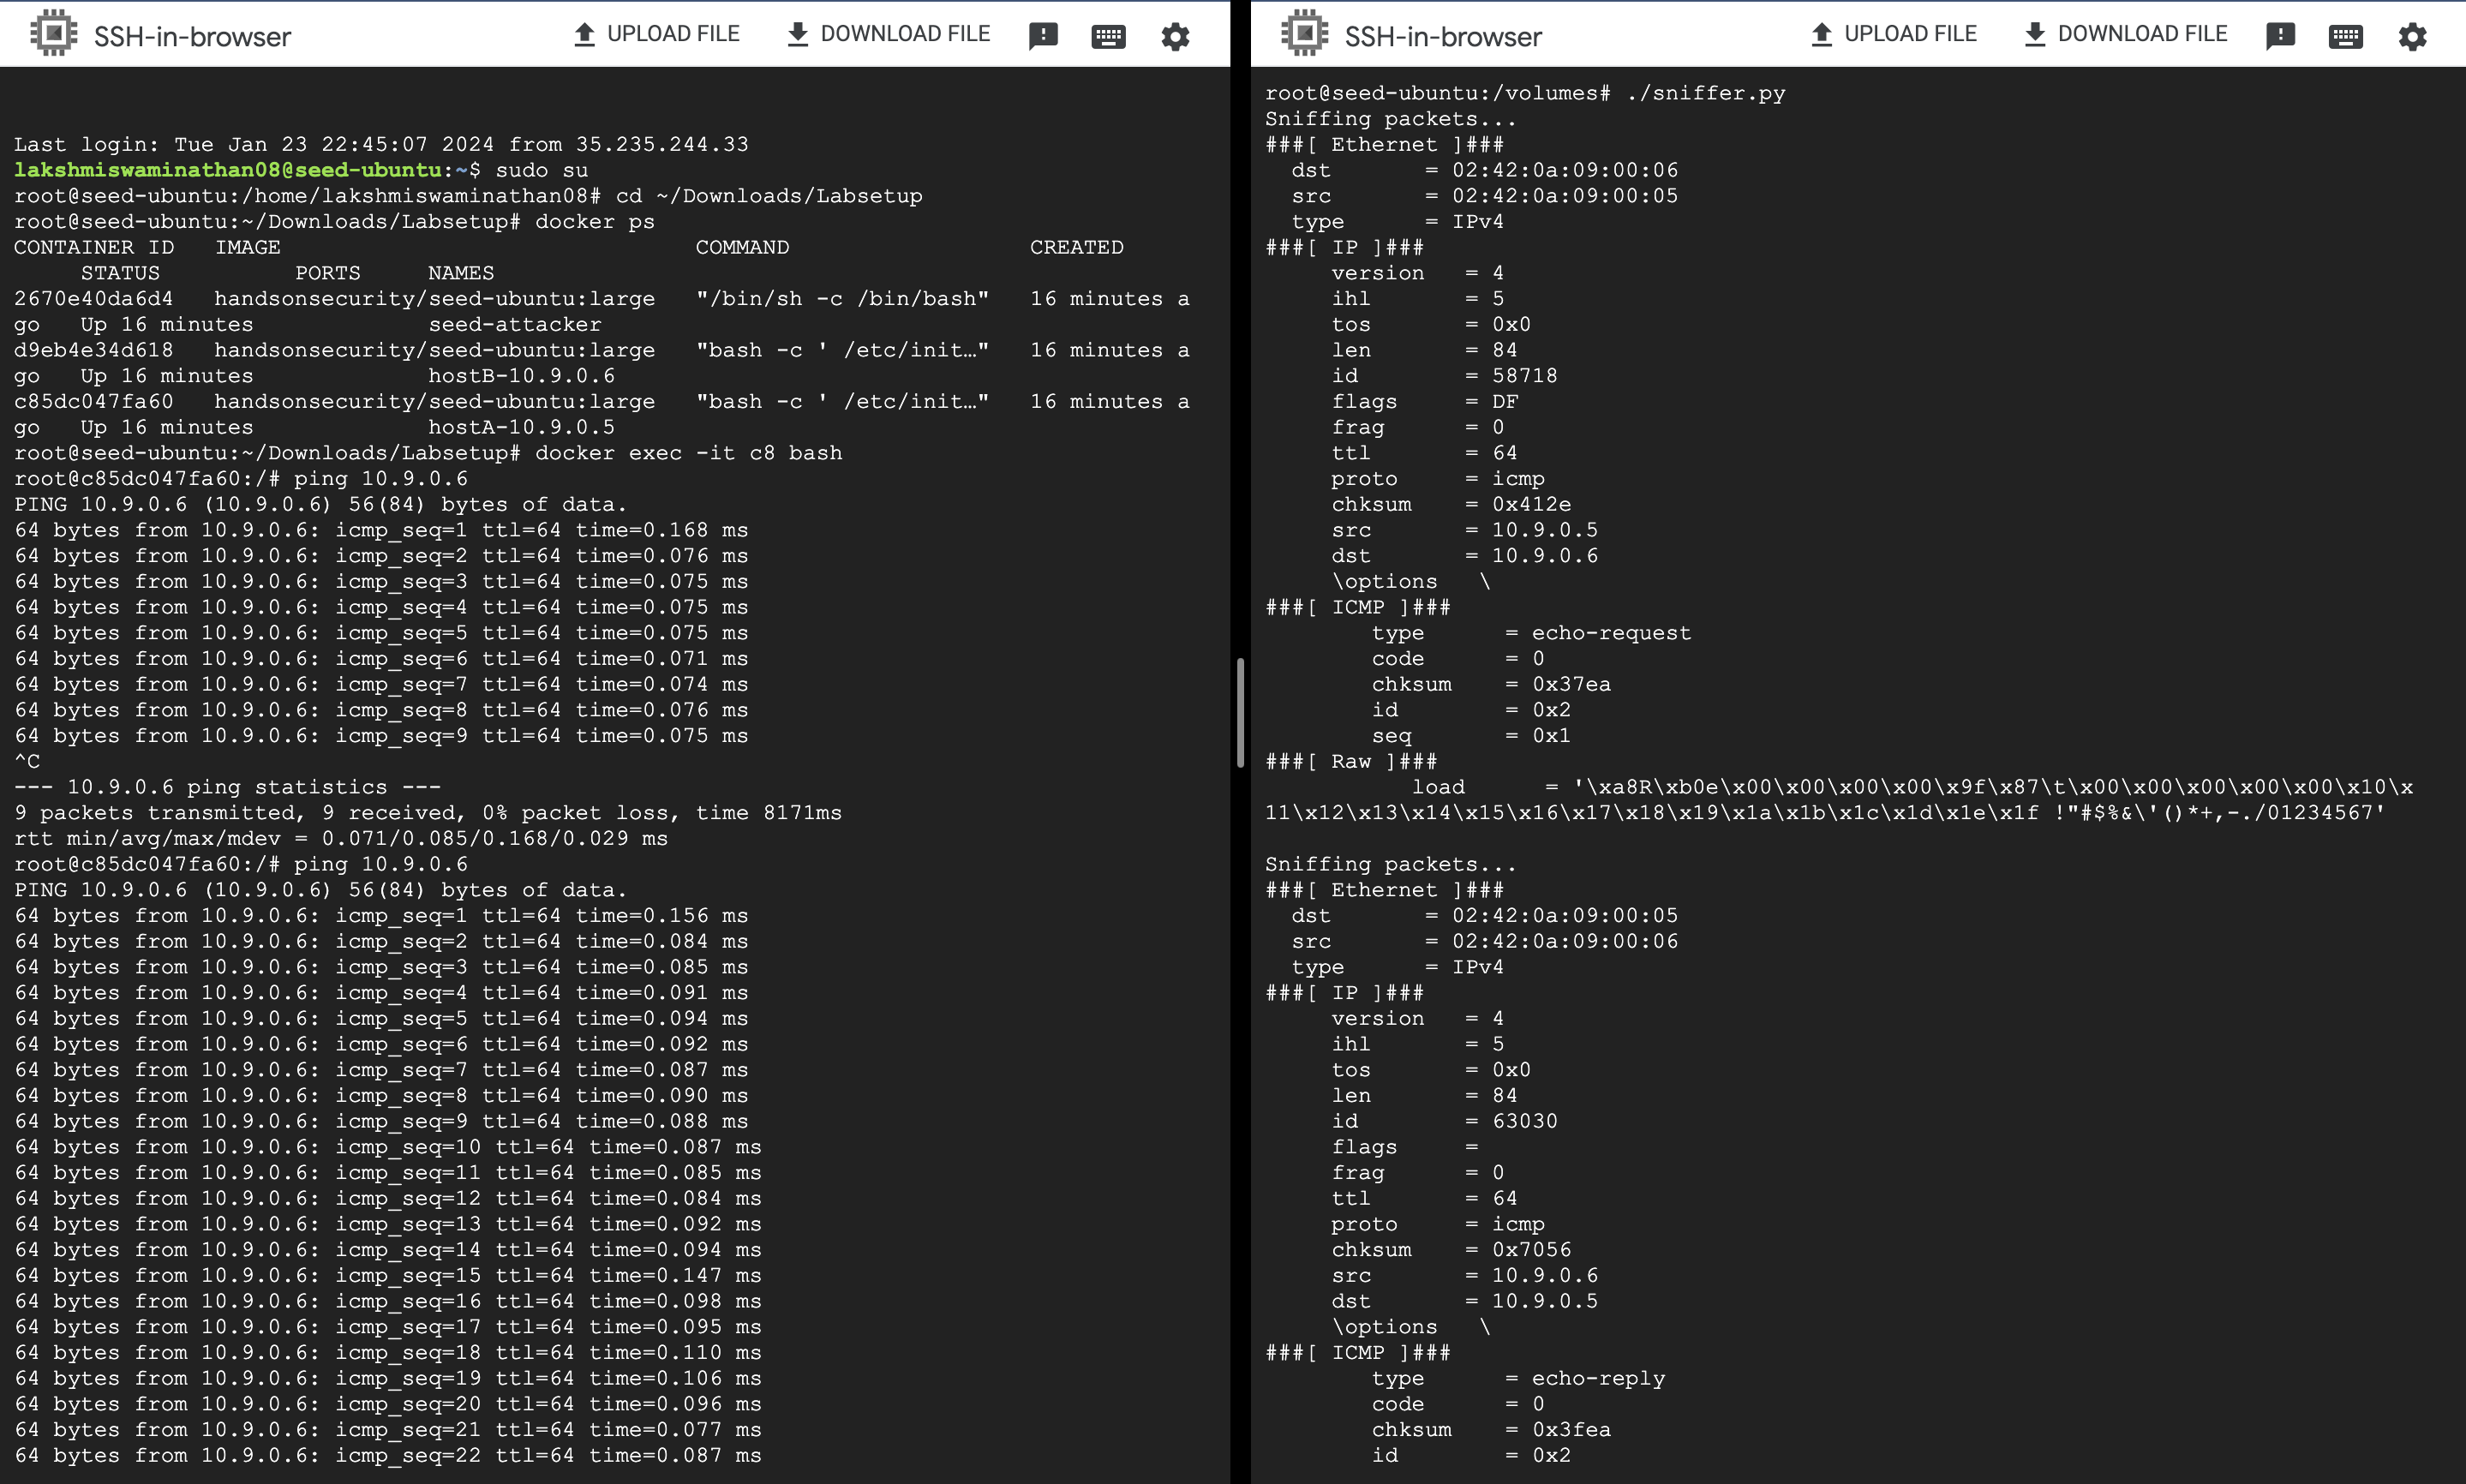 SSH-in-browser UPLOAD FILE DOWNLOAD FILE
Last login: Tue Jan 23 22:45:07 2024 from 35.235.244.33
lakshmiswaminathan08@seed-ubuntu:~$ sudo su
root@seed-ubuntu:/home/lakshmiswaminathan08# cd ~/Downloads/Labsetup
root@seed-ubuntu:~/Downloads/Labsetup# docker ps
CONTAINER ID   IMAGE                               COMMAND                  CREATED
     STATUS          PORTS     NAMES
2670e40da6d4   handsonsecurity/seed-ubuntu:large   "/bin/sh -c /bin/bash"   16 minutes a
go   Up 16 minutes             seed-attacker
d9eb4e34d618   handsonsecurity/seed-ubuntu:large   "bash -c ' /etc/init…"   16 minutes a
go   Up 16 minutes             hostB-10.9.0.6
c85dc047fa60   handsonsecurity/seed-ubuntu:large   "bash -c ' /etc/init…"   16 minutes a
go   Up 16 minutes             hostA-10.9.0.5
root@seed-ubuntu:~/Downloads/Labsetup# docker exec -it c8 bash
root@c85dc047fa60:/# ping 10.9.0.6
PING 10.9.0.6 (10.9.0.6) 56(84) bytes of data.
64 bytes from 10.9.0.6: icmp_seq=1 ttl=64 time=0.168 ms
64 bytes from 10.9.0.6: icmp_seq=2 ttl=64 time=0.076 ms
64 bytes from 10.9.0.6: icmp_seq=3 ttl=64 time=0.075 ms
64 bytes from 10.9.0.6: icmp_seq=4 ttl=64 time=0.075 ms
64 bytes from 10.9.0.6: icmp_seq=5 ttl=64 time=0.075 ms
64 bytes from 10.9.0.6: icmp_seq=6 ttl=64 time=0.071 ms
64 bytes from 10.9.0.6: icmp_seq=7 ttl=64 time=0.074 ms
64 bytes from 10.9.0.6: icmp_seq=8 ttl=64 time=0.076 ms
64 bytes from 10.9.0.6: icmp_seq=9 ttl=64 time=0.075 ms
^C
--- 10.9.0.6 ping statistics ---
9 packets transmitted, 9 received, 0% packet loss, time 8171ms
rtt min/avg/max/mdev = 0.071/0.085/0.168/0.029 ms
root@c85dc047fa60:/# ping 10.9.0.6
PING 10.9.0.6 (10.9.0.6) 56(84) bytes of data.
64 bytes from 10.9.0.6: icmp_seq=1 ttl=64 time=0.156 ms
64 bytes from 10.9.0.6: icmp_seq=2 ttl=64 time=0.084 ms
64 bytes from 10.9.0.6: icmp_seq=3 ttl=64 time=0.085 ms
64 bytes from 10.9.0.6: icmp_seq=4 ttl=64 time=0.091 ms
64 bytes from 10.9.0.6: icmp_seq=5 ttl=64 time=0.094 ms
64 bytes from 10.9.0.6: icmp_seq=6 ttl=64 time=0.092 ms
64 bytes from 10.9.0.6: icmp_seq=7 ttl=64 time=0.087 ms
64 bytes from 10.9.0.6: icmp_seq=8 ttl=64 time=0.090 ms
64 bytes from 10.9.0.6: icmp_seq=9 ttl=64 time=0.088 ms
64 bytes from 10.9.0.6: icmp_seq=10 ttl=64 time=0.087 ms
64 bytes from 10.9.0.6: icmp_seq=11 ttl=64 time=0.085 ms
64 bytes from 10.9.0.6: icmp_seq=12 ttl=64 time=0.084 ms
64 bytes from 10.9.0.6: icmp_seq=13 ttl=64 time=0.092 ms
64 bytes from 10.9.0.6: icmp_seq=14 ttl=64 time=0.094 ms
64 bytes from 10.9.0.6: icmp_seq=15 ttl=64 time=0.147 ms
64 bytes from 10.9.0.6: icmp_seq=16 ttl=64 time=0.098 ms
64 bytes from 10.9.0.6: icmp_seq=17 ttl=64 time=0.095 ms
64 bytes from 10.9.0.6: icmp_seq=18 ttl=64 time=0.110 ms
64 bytes from 10.9.0.6: icmp_seq=19 ttl=64 time=0.106 ms
64 bytes from 10.9.0.6: icmp_seq=20 ttl=64 time=0.096 ms
64 bytes from 10.9.0.6: icmp_seq=21 ttl=64 time=0.077 ms
64 bytes from 10.9.0.6: icmp_seq=22 ttl=64 time=0.087 ms
SSH-in-browser UPLOAD FILE DOWNLOAD FILE
root@seed-ubuntu:/volumes# ./sniffer.py
Sniffing packets...
###[ Ethernet ]###
  dst       = 02:42:0a:09:00:06
  src       = 02:42:0a:09:00:05
  type      = IPv4
###[ IP ]###
     version   = 4
     ihl       = 5
     tos       = 0x0
     len       = 84
     id        = 58718
     flags     = DF
     frag      = 0
     ttl       = 64
     proto     = icmp
     chksum    = 0x412e
     src       = 10.9.0.5
     dst       = 10.9.0.6
     \options   \
###[ ICMP ]###
        type      = echo-request
        code      = 0
        chksum    = 0x37ea
        id        = 0x2
        seq       = 0x1
###[ Raw ]###
           load      = '\xa8R\xb0e\x00\x00\x00\x00\x9f\x87\t\x00\x00\x00\x00\x00\x10\x
11\x12\x13\x14\x15\x16\x17\x18\x19\x1a\x1b\x1c\x1d\x1e\x1f !"#$%&\'()*+,-./01234567'
Sniffing packets...
###[ Ethernet ]###
  dst       = 02:42:0a:09:00:05
  src       = 02:42:0a:09:00:06
  type      = IPv4
###[ IP ]###
     version   = 4
     ihl       = 5
     tos       = 0x0
     len       = 84
     id        = 63030
     flags     =
     frag      = 0
     ttl       = 64
     proto     = icmp
     chksum    = 0x7056
     src       = 10.9.0.6
     dst       = 10.9.0.5
     \options   \
###[ ICMP ]###
        type      = echo-reply
        code      = 0
        chksum    = 0x3fea
        id        = 0x2